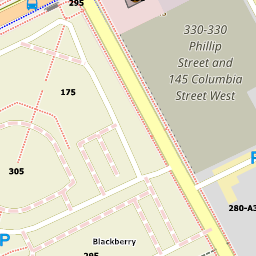 295
330-330
Phillip
Street and
145 Columbia
Street West
175
305
P
P
280-A3
Blackberry
295